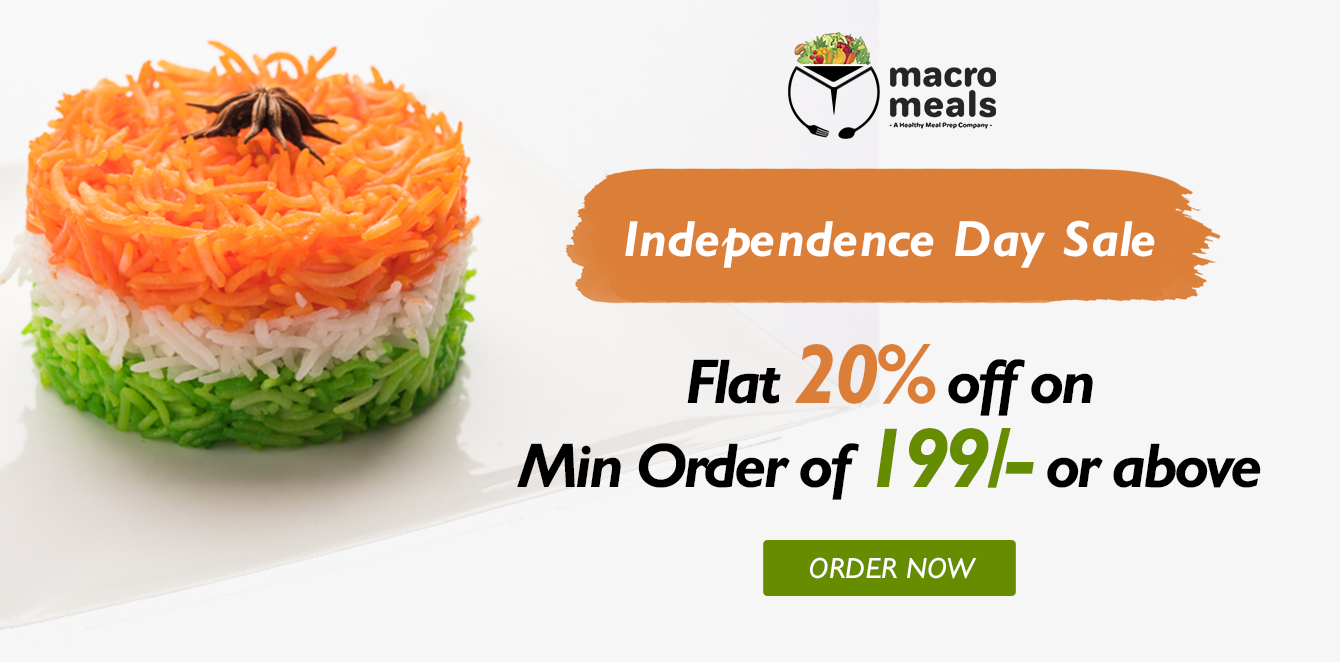 macro
meals
- A Healthy Meal Prep Company -
Independence Day Sale
Flat 20% off on
Min Order of 199/- or above
ORDER NOW